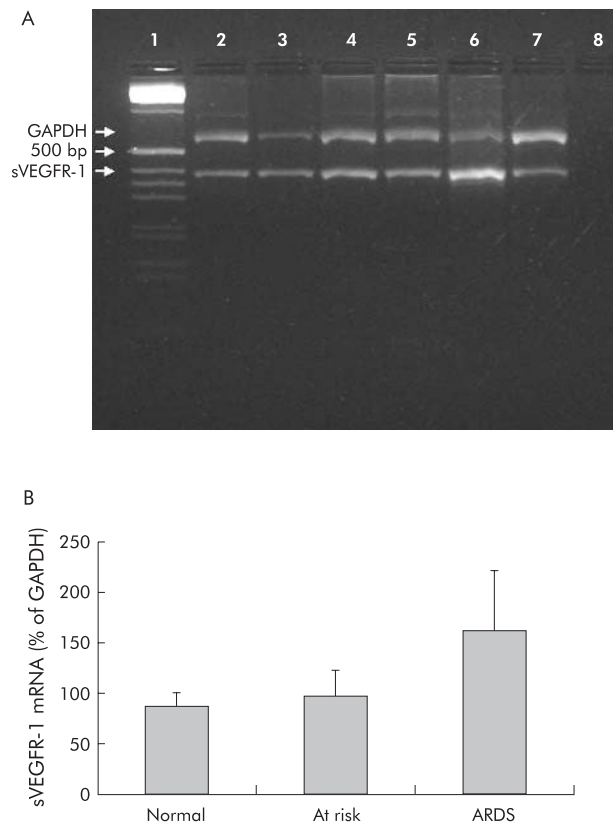 A
1 2 3 4 5 6 7 8
GAPDH
500 bp
sVEGFR-1
B
sVEGFR-1 mRNA (% of GAPDH)
250
200
150
100
50
0
Normal At risk ARDS